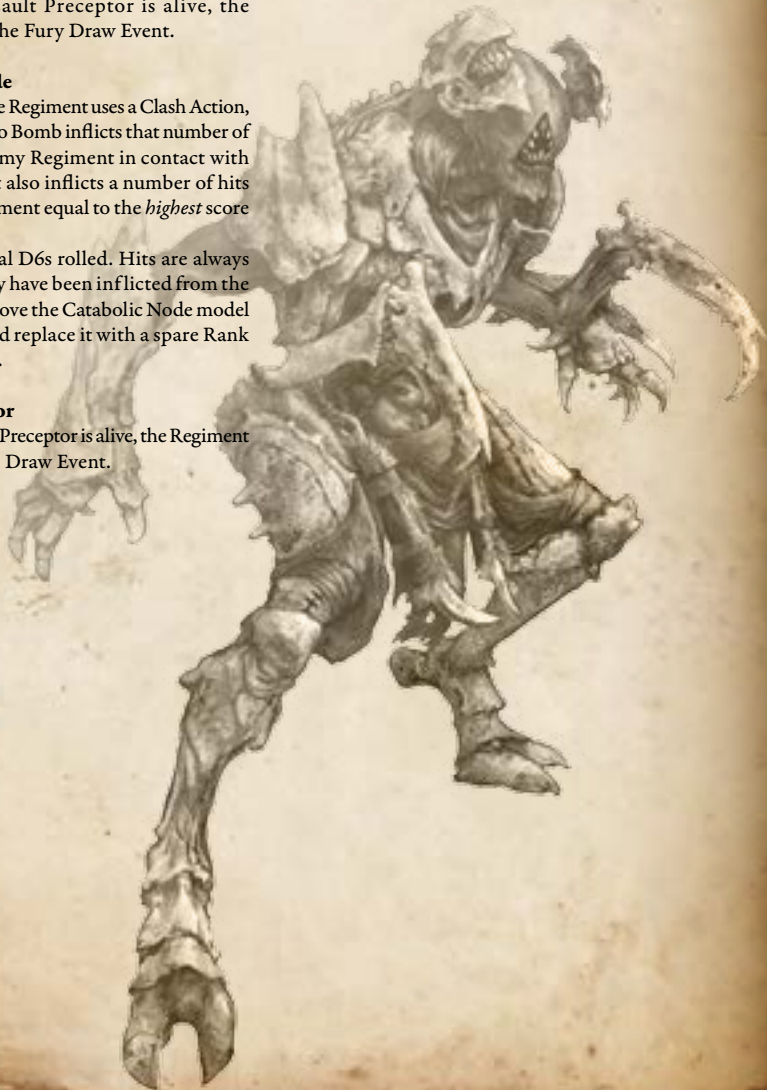 ault Preceptor is alive, the
he Fury Draw Event.
le
e Regiment uses a Clash Action,
o Bomb inflicts that number of
my Regiment in contact with
t also inflicts a number of hits
ment equal to the highest score
al D6s rolled. Hits are always
y have been inflicted from the
ove the Catabolic Node model
d replace it with a spare Rank
.
or
Preceptor is alive, the Regiment
Draw Event.